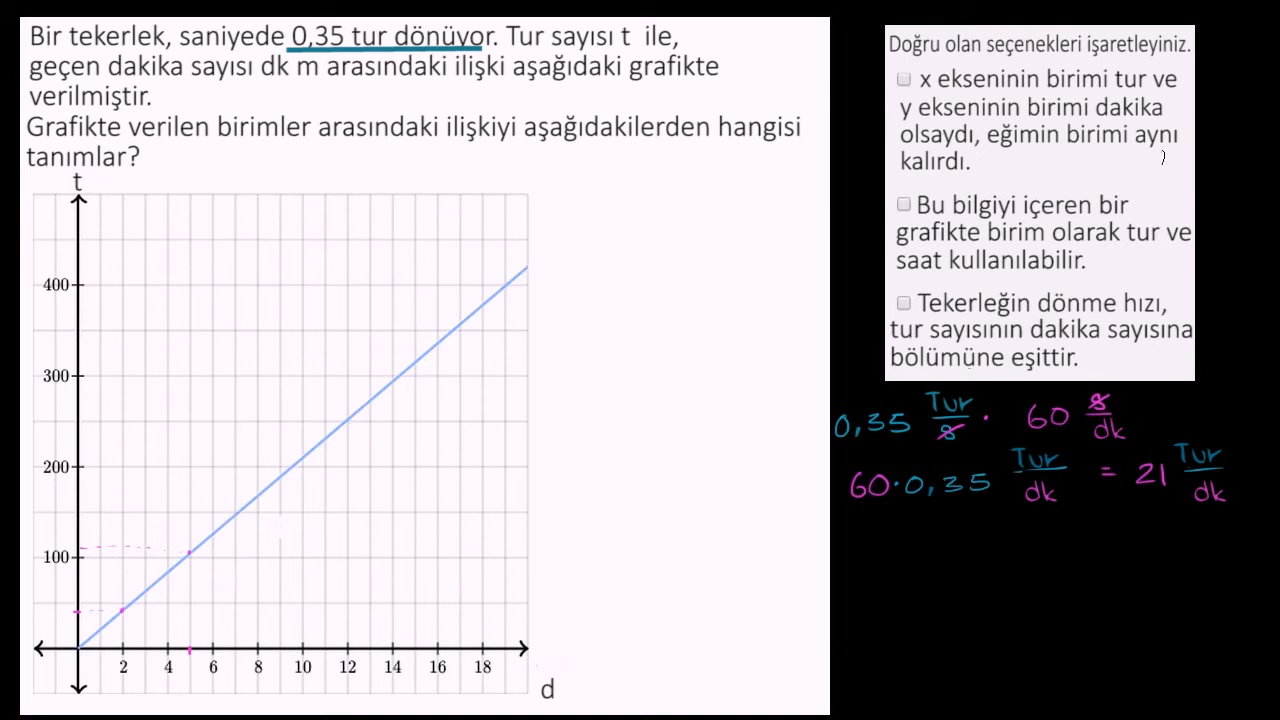 Bir tekerlek, saniyede 0,35 tur dönüyor. Tur sayısı t ile,
geçen dakika sayısı dk m arasındaki ilişki aşağıdaki grafikte
verilmiştir.
Grafikte verilen birimler arasındaki ilişkiyi aşağıdakilerden hangisi
tanımlar?
t
400
300
200
100
2 4 6 8 10 12 14 16 18
d
Doğru olan seçenekleri işaretleyiniz.
x ekseninin birimi tur ve
y ekseninin birimi dakika
olsaydı, eğimin birimi aynı
kalırdı.
Bu bilgiyi içeren bir
grafikte birim olarak tur ve
saat kullanılabilir.
Tekerleğin dönme hızı,
tur sayısının dakika sayısına
bölümüne eşittir.
0,35 Tur/s · 60 s/dk
60·0,35 Tur/dk = 21 Tur/dk